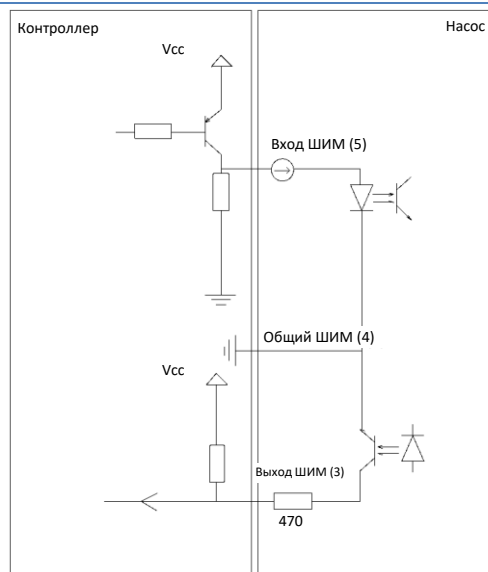 Контроллер
Насос
Vcc
Вход ШИМ (5)
Общий ШИМ (4)
Vcc
Выход ШИМ (3)
470